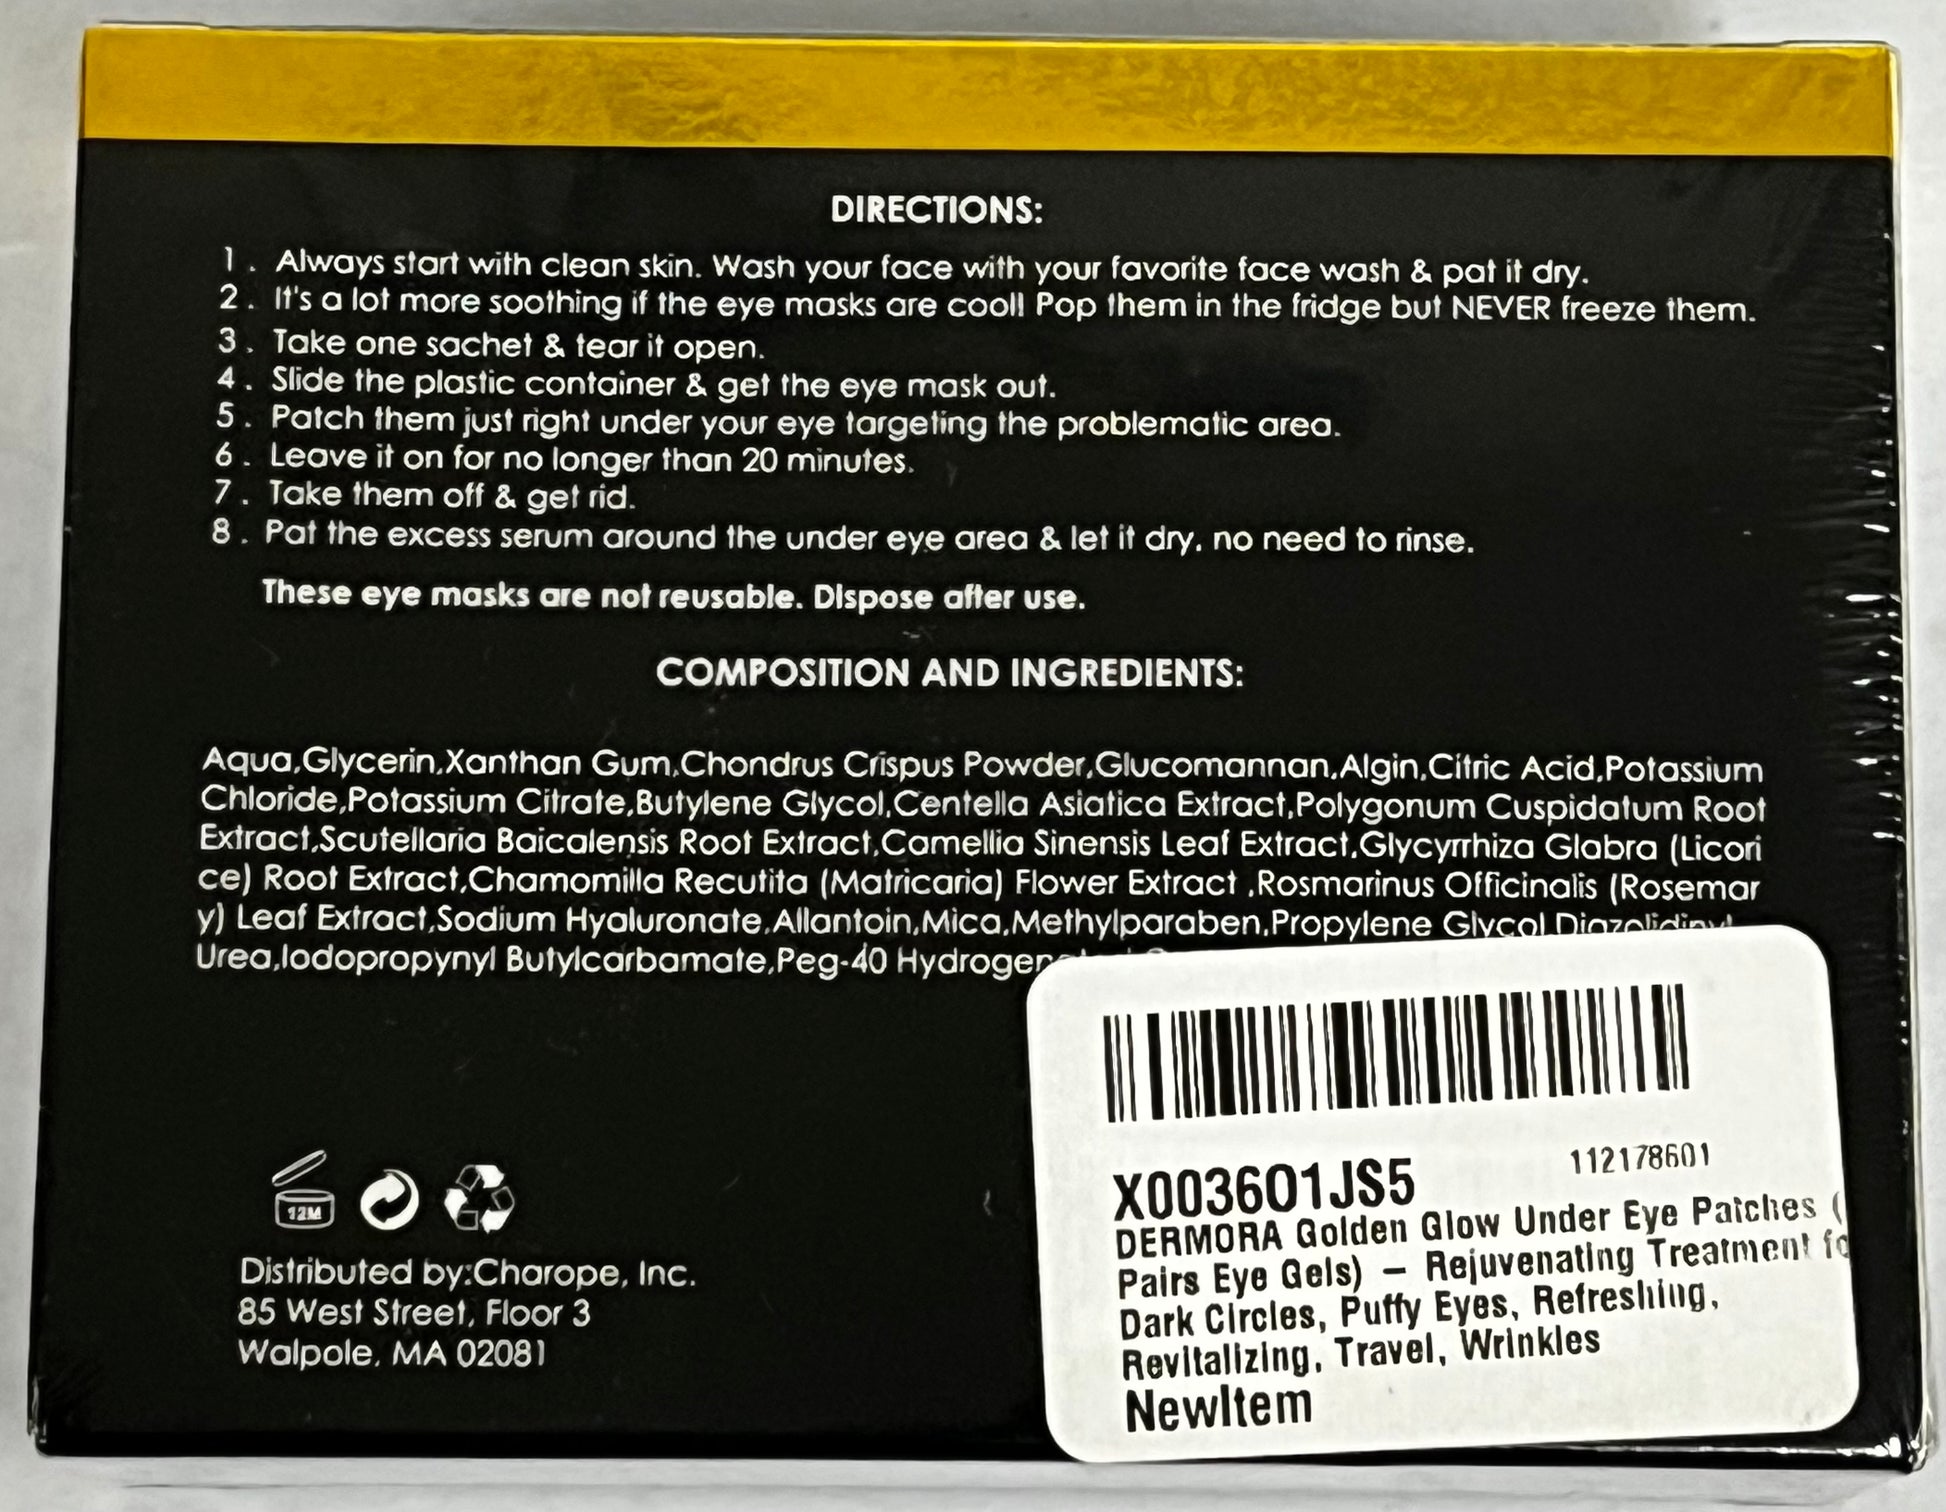 DIRECTIONS:
1. Always start with clean skin. Wash your face with your favorite face wash & pat it dry.
2. It's a lot more soothing if the eye masks are cool! Pop them in the fridge but NEVER freeze them.
3. Take one sachet & tear it open.
4. Slide the plastic container & get the eye mask out.
5. Patch them just right under your eye targeting the problematic area.
6. Leave it on for no longer than 20 minutes.
7. Take them off & get rid.
8. Pat the excess serum around the under eye area & let it dry, no need to rinse.
These eye masks are not reusable. Dispose after use.
COMPOSITION AND INGREDIENTS:
Aqua,Glycerin,Xanthan Gum,Chondrus Crispus Powder,Glucomannan,Algin,Citric Acid,Potassium
Chloride,Potassium Citrate,Butylene Glycol,Centella Asiatica Extract,Polygonum Cuspidatum Root
Extract,Scutellaria Baicalensis Root Extract,Camellia Sinensis Leaf Extract,Glycyrrhiza Glabra (Licori
ce) Root Extract,Chamomilla Recutita (Matricaria) Flower Extract ,Rosmarinus Officinalis (Rosemar
y) Leaf Extract,Sodium Hyaluronate,Allantoin,Mica,Methylparaben,Propylene Glycol,Diazolidinyl
Urea,Iodopropynyl Butylcarbamate,Peg-40
12M
Distributed by:Charope, Inc.
85 West Street, Floor 3
Walpole, MA 02081
112178601
X003601JS5
DERMORA Golden Glow Under Eye Patches (
Pairs Eye Gels) – Rejuvenating Treatment fo
Dark Circles, Puffy Eyes, Refreshing,
Revitalizing, Travel, Wrinkles
NewItem